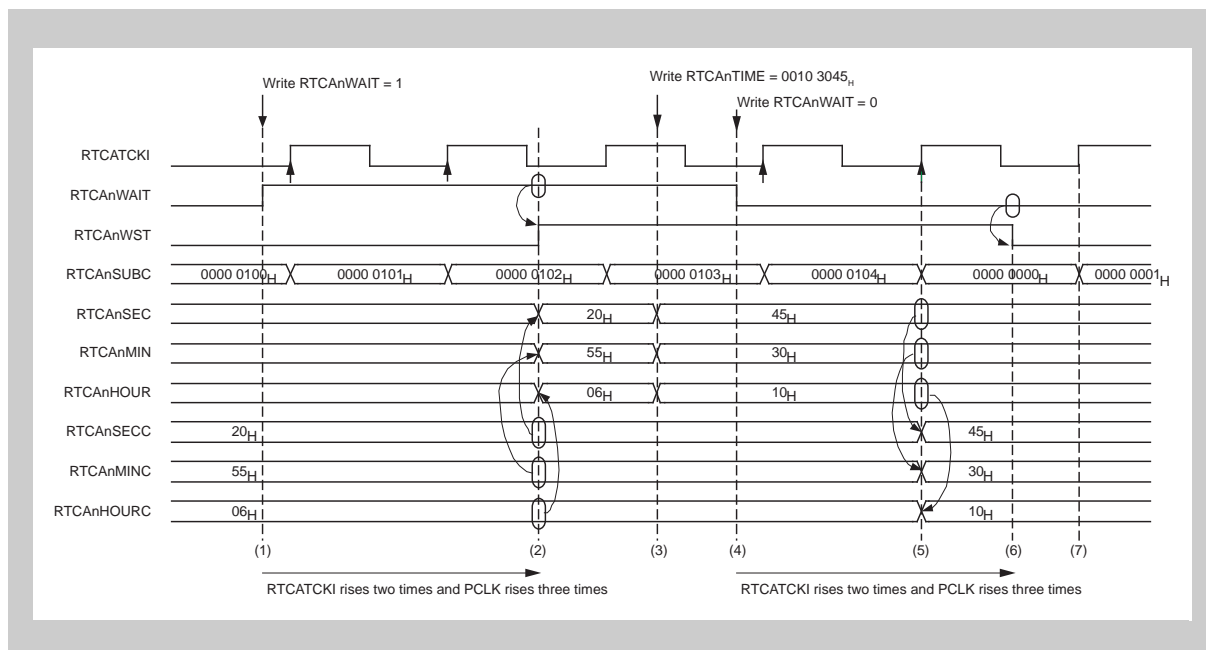 Write RTCAnWAIT = 1
Write RTCAnTIME = 0010 3045H
Write RTCAnWAIT = 0
RTCATCKI
RTCAnWAIT
RTCAnWST
RTCAnSUBC 0000 0100H 0000 0101H 0000 0102H 0000 0103H 0000 0104H 0000 0000H 0000 0001H
RTCAnSEC 20H 45H
RTCAnMIN 55H 30H
RTCAnHOUR 06H 10H
RTCAnSECC 20H 45H
RTCAnMINC 55H 30H
RTCAnHOURC 06H 10H
(1) (2) (3) (4) (5) (6) (7)
RTCATCKI rises two times and PCLK rises three times RTCATCKI rises two times and PCLK rises three times